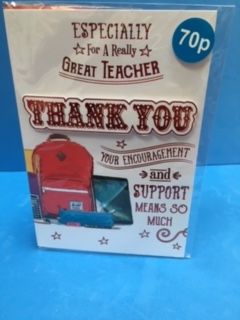 ESPECIALLY
For A Really
GREAT TEACHER
70p
THANK YOU
YOUR ENCOURAGEMENT
and
SUPPORT
MEANS SO
MUCH